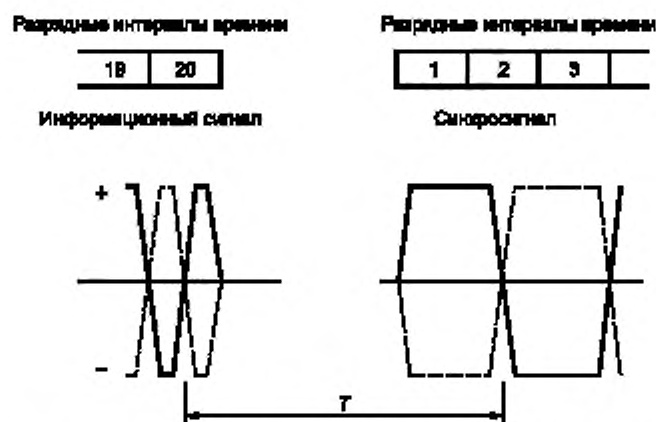 Разрядные интервалы времени
Разрядные интервалы времени
19 20
1 2 3
Информационный сигнал
Синхросигнал
+
−
T